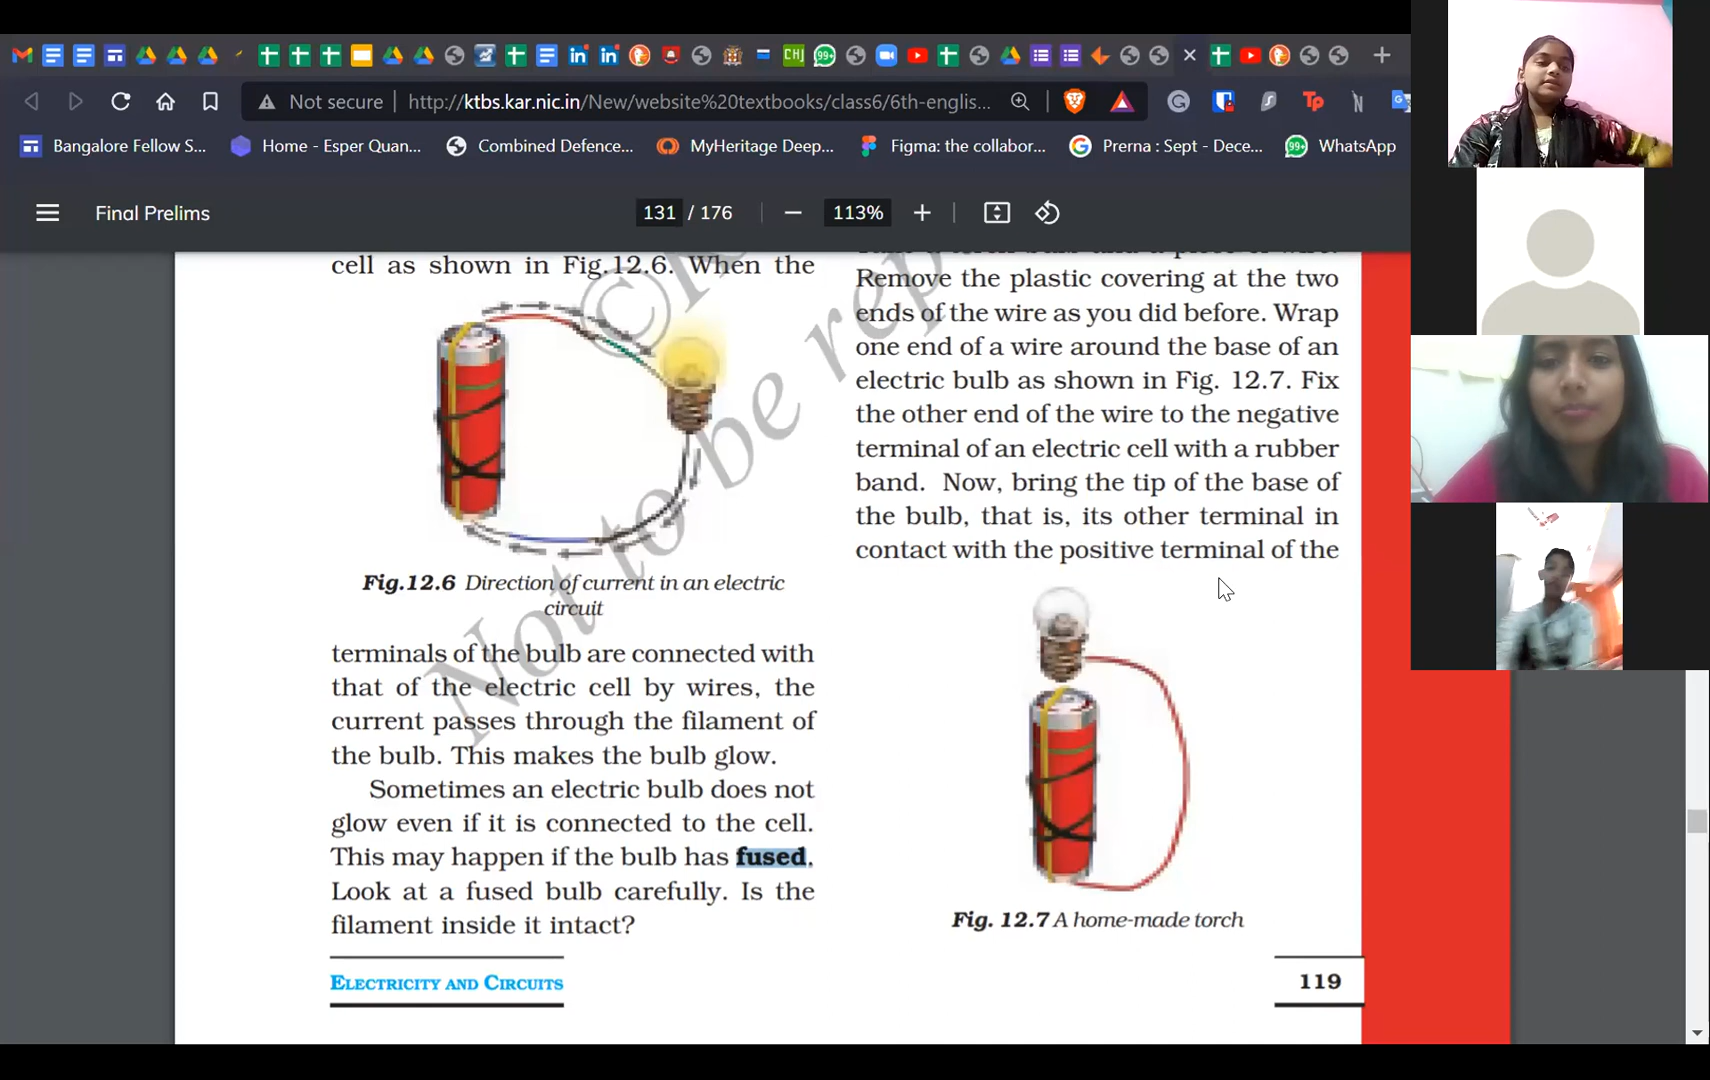 Not secure
http://ktbs.kar.nic.in/New/website%20textbooks/class6/6th-englis...
Bangalore Fellow S...
Home - Esper Quan...
Combined Defence...
MyHeritage Deep...
Figma: the collabor...
Prerna : Sept - Dece...
WhatsApp
Final Prelims
131 / 176
113%
cell as shown in Fig.12.6. When the
Fig.12.6 Direction of current in an electric
circuit
terminals of the bulb are connected with
that of the electric cell by wires, the
current passes through the filament of
the bulb. This makes the bulb glow.
Sometimes an electric bulb does not
glow even if it is connected to the cell.
This may happen if the bulb has fused.
Look at a fused bulb carefully. Is the
filament inside it intact?
Remove the plastic covering at the two
ends of the wire as you did before. Wrap
one end of a wire around the base of an
electric bulb as shown in Fig. 12.7. Fix
the other end of the wire to the negative
terminal of an electric cell with a rubber
band. Now, bring the tip of the base of
the bulb, that is, its other terminal in
contact with the positive terminal of the
Fig. 12.7 A home-made torch
ELECTRICITY AND CIRCUITS
119
Not to be rep